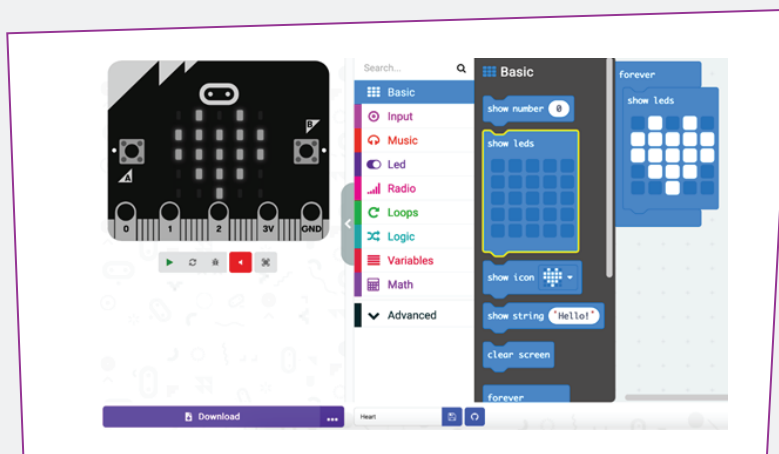 Search...
Basic
Input
Music
Led
Radio
Loops
Logic
Variables
Math
Advanced
Basic
show number 0
show leds
show icon
show string "Hello!"
clear screen
forever
forever
show leds
B
A
0 1 2 3V GND
Download
...
Heart